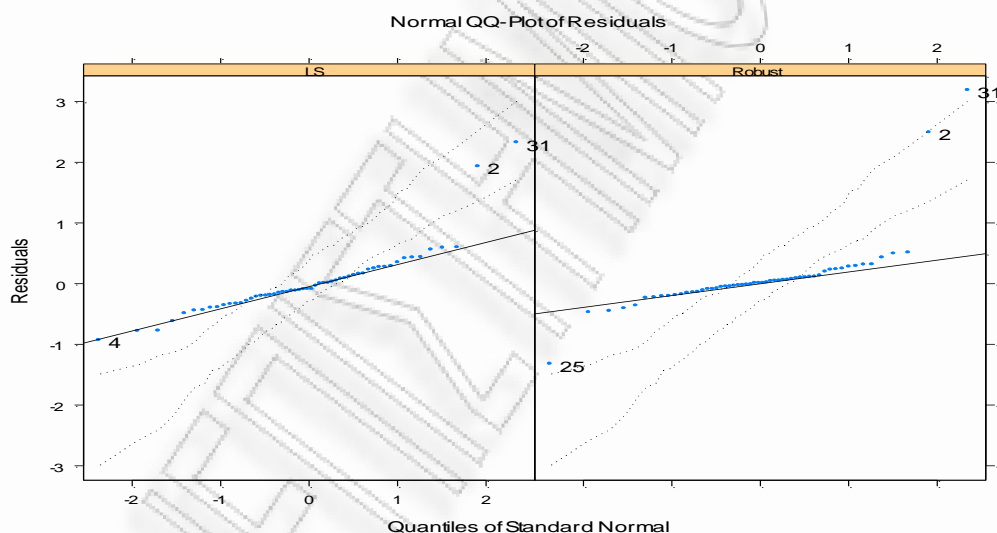 Normal QQ-Plot of Residuals
-2 -1 0 1 2
LS Robust
3 31
2 2 2 31
1
Residuals
0
-1 4
25
-2
-3
-2 -1 0 1 2
Quantiles of Standard Normal